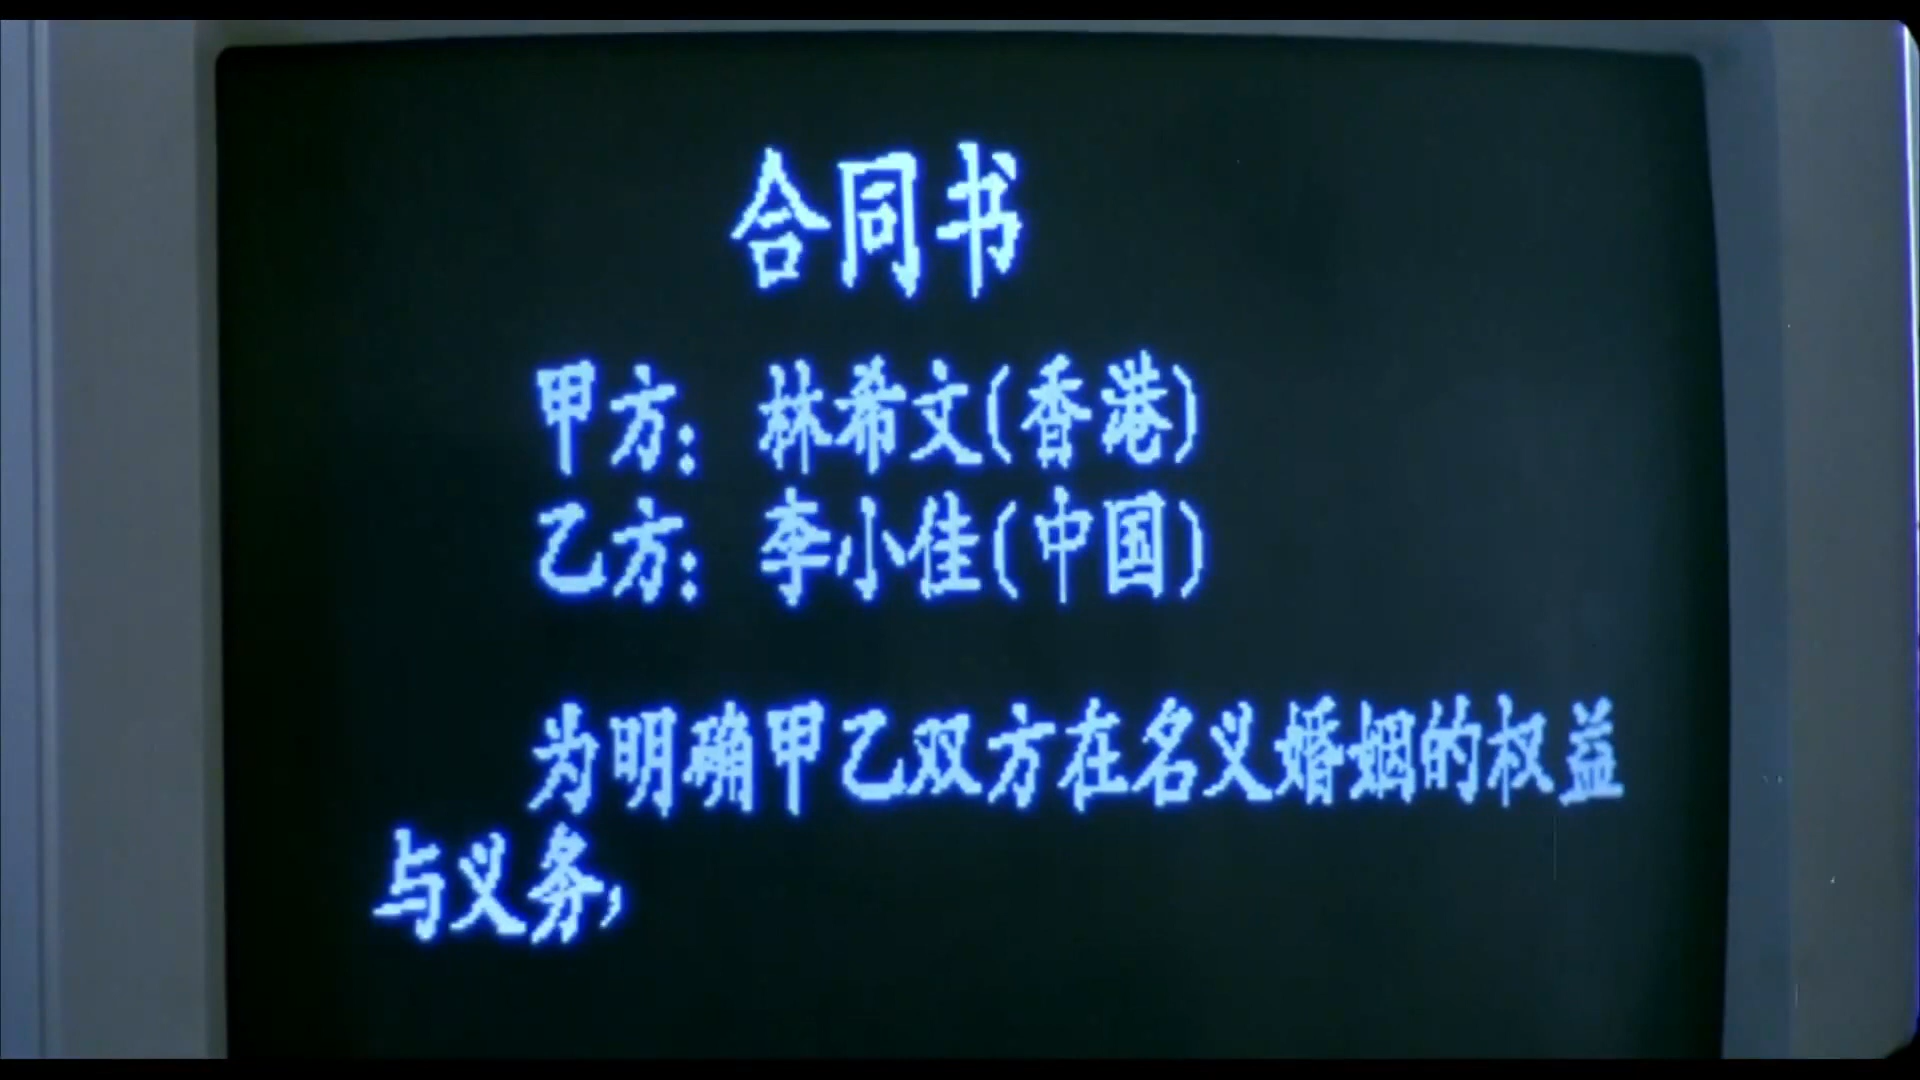 合同书
甲方：林希文(香港)
乙方：李小佳(中国)
为明确甲乙双方在名义婚姻的权益
与义务，